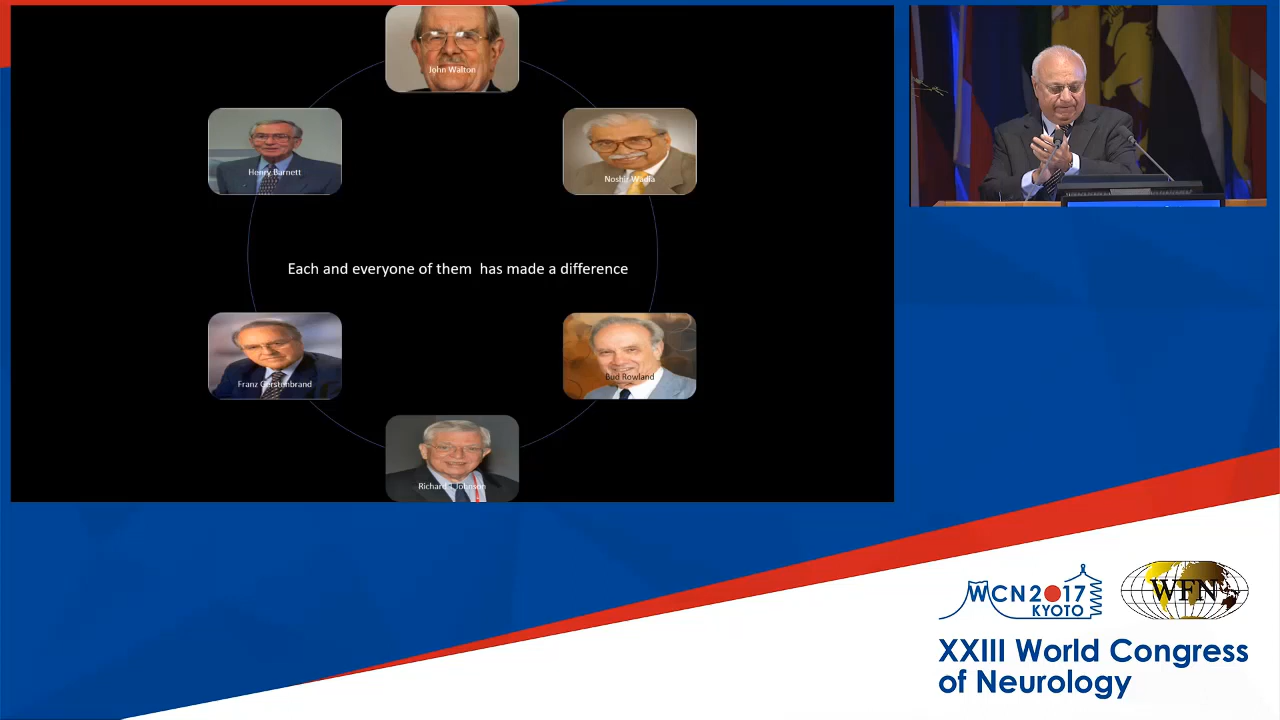 John Walton
Henry Barnett
Noshir Wadia
Each and everyone of them has made a difference
Franz Gerstenbrand
Bud Rowland
Richard T Johnson
WCN2017
KYOTO
WFN
XXIII World Congress
of Neurology